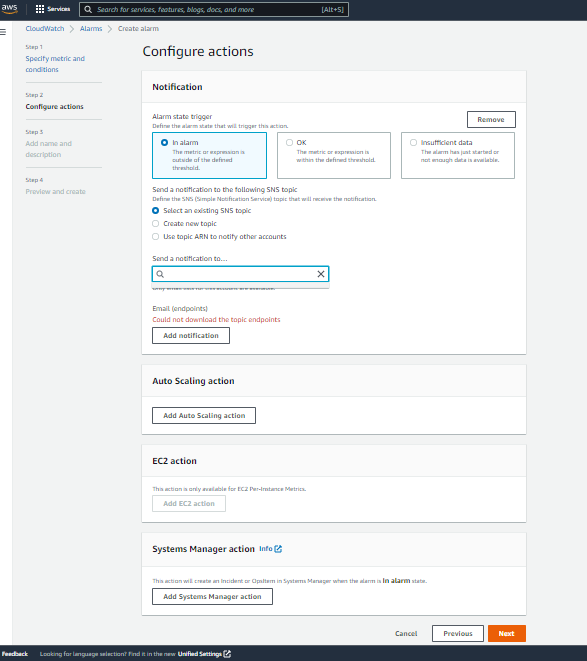 aws
Services
Search for services, features, blogs, docs, and more
[Alt+S]
CloudWatch
Alarms
Create alarm
Step 1
Specify metric and
conditions
Step 2
Configure actions
Step 3
Add name and
description
Step 4
Preview and create
Configure actions
Notification
Alarm state trigger
Define the alarm state that will trigger this action.
Remove
In alarm
The metric or expression is
outside of the defined
threshold.
OK
The metric or expression is
within the defined threshold.
Insufficient data
The alarm has just started or
not enough data is available.
Send a notification to the following SNS topic
Define the SNS (Simple Notification Service) topic that will receive the notification.
Select an existing SNS topic
Create new topic
Use topic ARN to notify other accounts
Send a notification to...
Email (endpoints)
Could not download the topic endpoints
Add notification
Auto Scaling action
Add Auto Scaling action
EC2 action
This action is only available for EC2 Per-Instance Metrics.
Add EC2 action
Systems Manager action Info
This action will create an Incident or OpsItem in Systems Manager when the alarm is In alarm state.
Add Systems Manager action
Cancel
Previous
Next
Feedback
Looking for language selection? Find it in the new Unified Settings